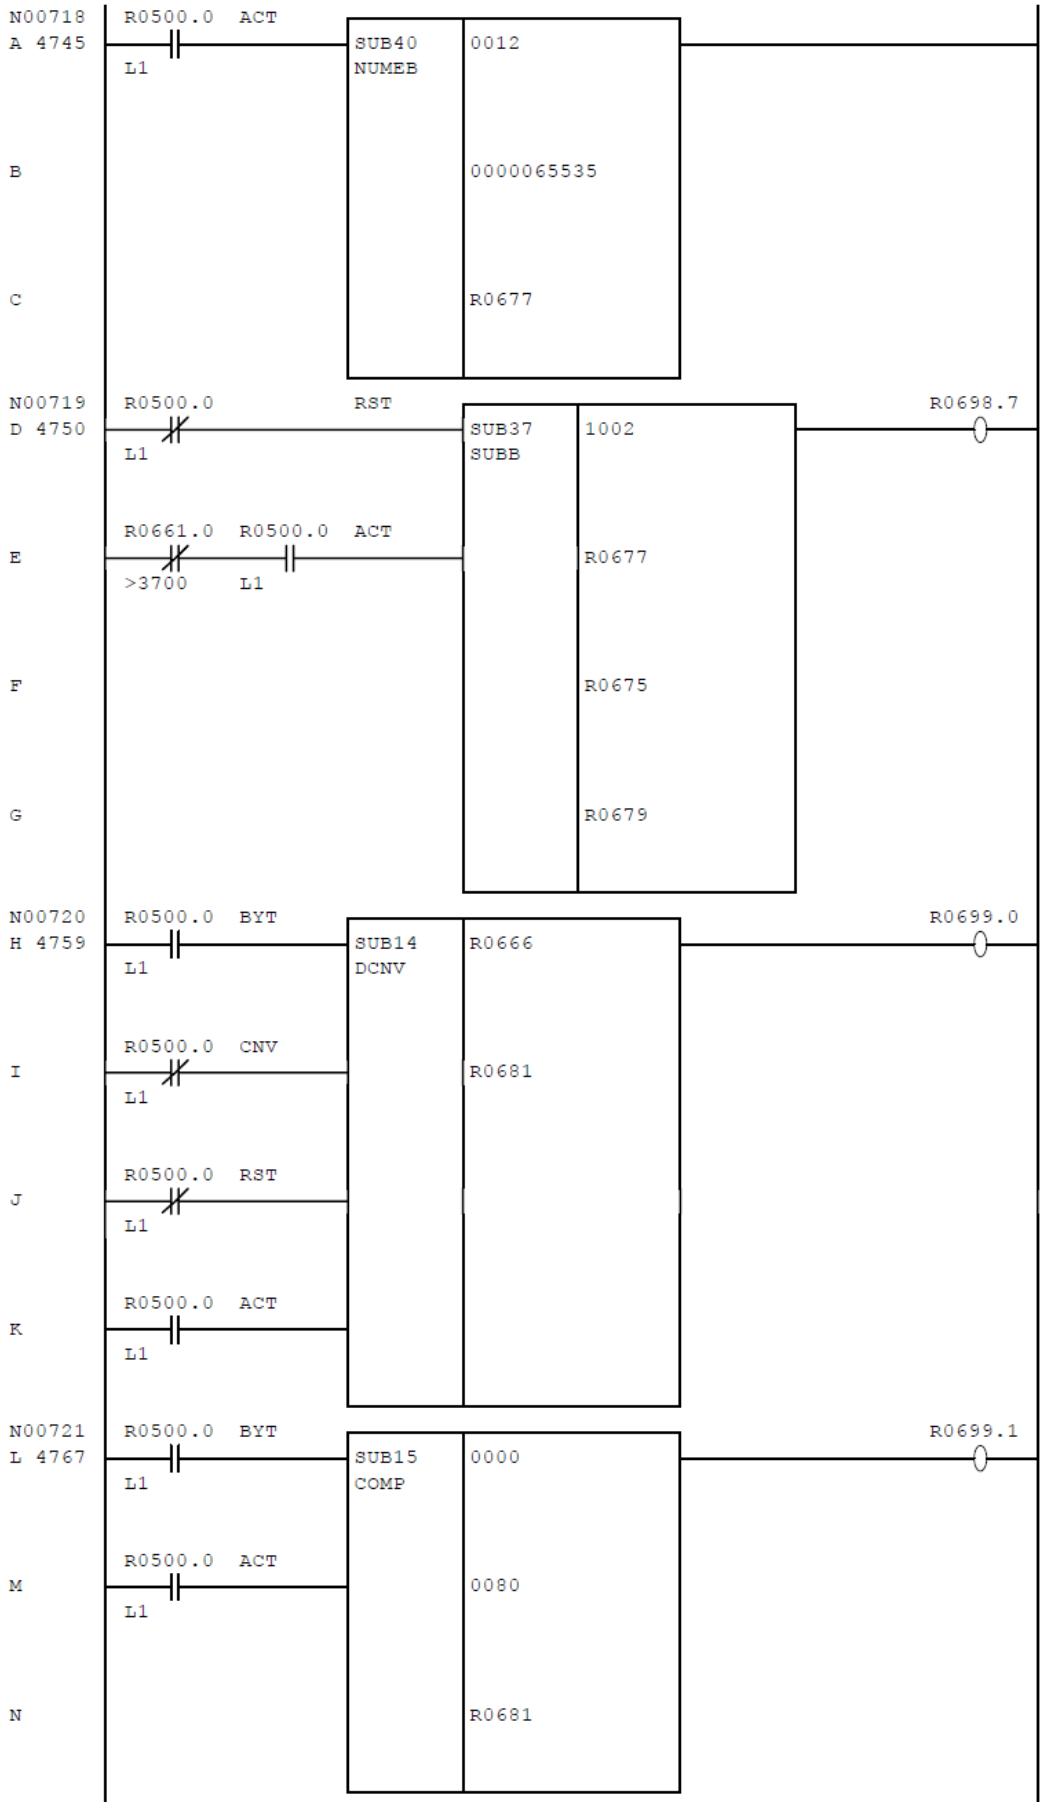 N00718 R0500.0 ACT
A 4745 SUB40 0012
L1 NUMEB
B 0000065535
C R0677
N00719 R0500.0 RST R0698.7
D 4750 SUB37 1002
L1 SUBB
R0661.0 R0500.0 ACT
E R0677
>3700 L1
F R0675
G R0679
N00720 R0500.0 BYT R0699.0
H 4759 SUB14 R0666
L1 DCNV
R0500.0 CNV
I R0681
L1
R0500.0 RST
J
L1
R0500.0 ACT
K
L1
N00721 R0500.0 BYT R0699.1
L 4767 SUB15 0000
L1 COMP
R0500.0 ACT
M 0080
L1
N R0681